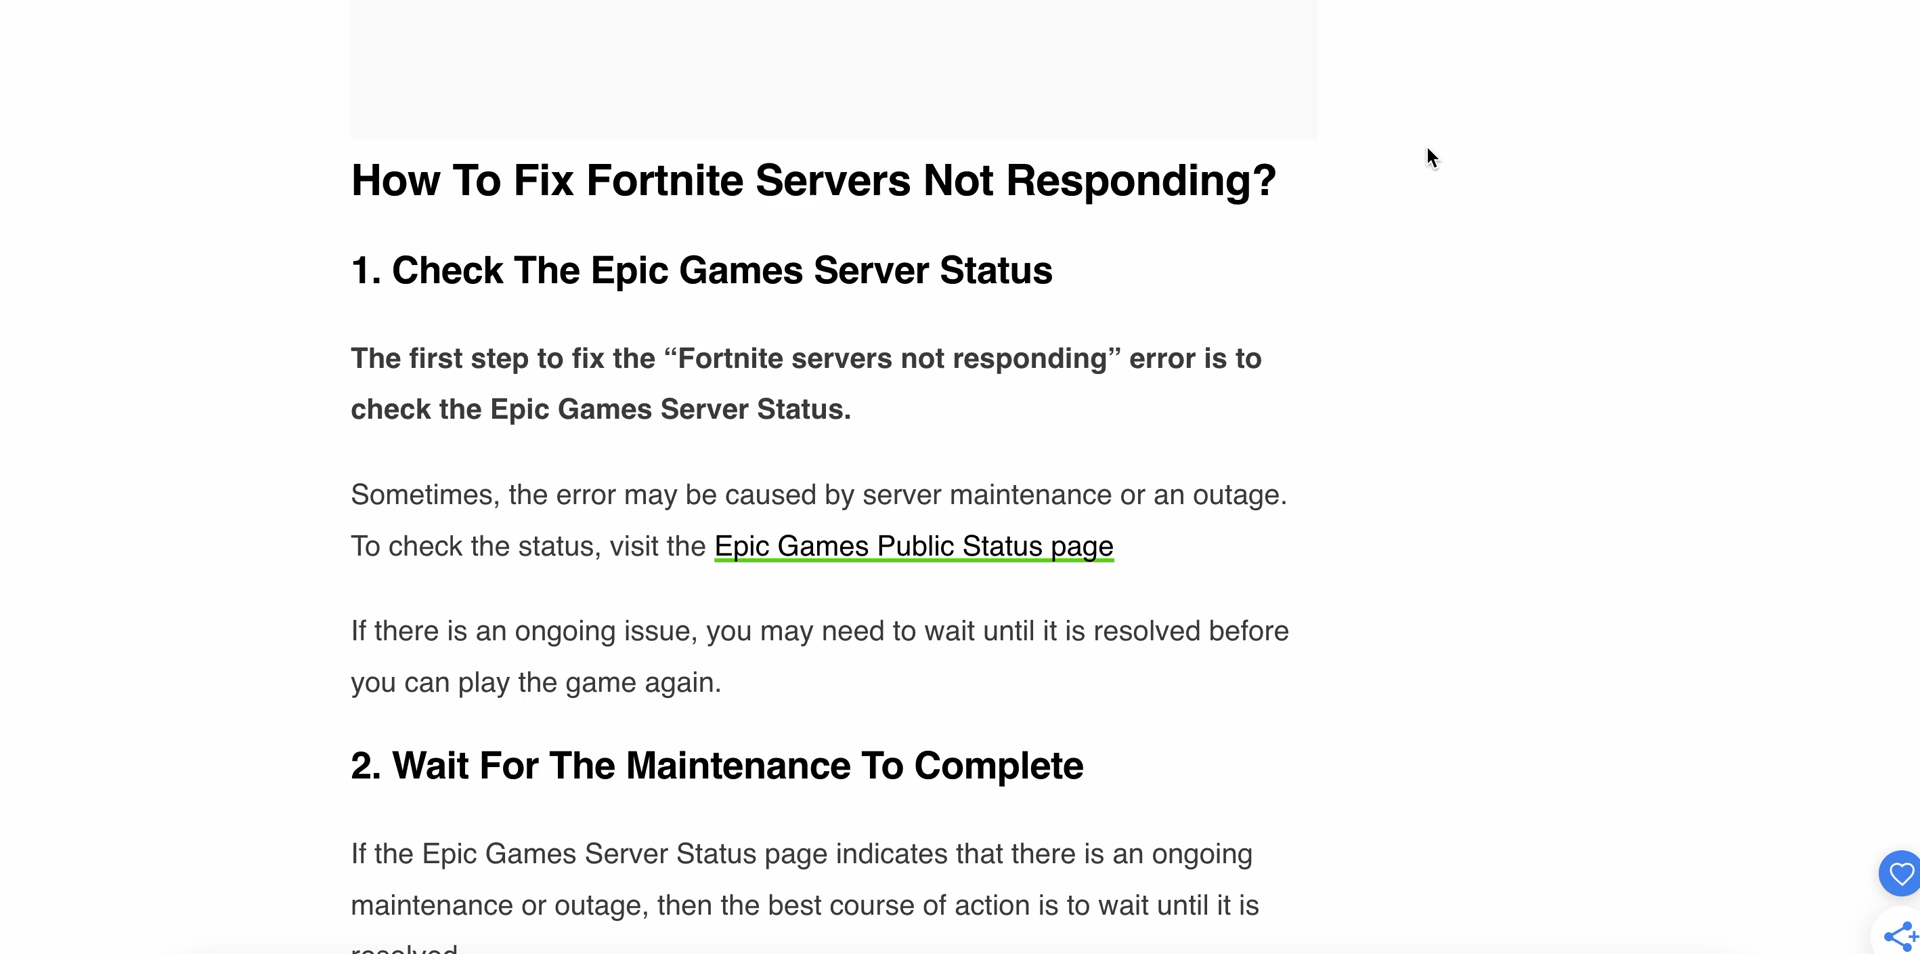 How To Fix Fortnite Servers Not Responding?
1. Check The Epic Games Server Status
The first step to fix the “Fortnite servers not responding” error is to
check the Epic Games Server Status.
Sometimes, the error may be caused by server maintenance or an outage.
To check the status, visit the Epic Games Public Status page
If there is an ongoing issue, you may need to wait until it is resolved before
you can play the game again.
2. Wait For The Maintenance To Complete
If the Epic Games Server Status page indicates that there is an ongoing
maintenance or outage, then the best course of action is to wait until it is
resolved